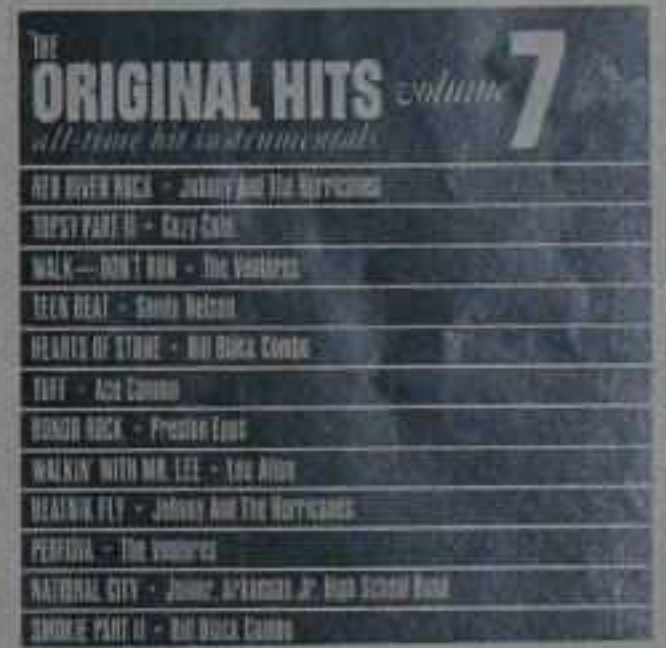 THE
ORIGINAL HITS volume 7
all-time hit instrumentals
RED RIVER ROCK - Johnny And The Hurricanes
TOPSY PART II - Cozy Cole
WALK—DON'T RUN - The Ventures
TEEN BEAT - Sandy Nelson
HEARTS OF STONE - Bill Black Combo
TUFF - Ace Cannon
BONGO ROCK - Preston Epps
WALKIN' WITH MR. LEE - Lee Allen
BEATNIK FLY - Johnny And The Hurricanes
PERFIDIA - The Ventures
NATIONAL CITY - Joiner, Arkansas Jr. High School Band
SMOKIE PART II - Bill Black Combo